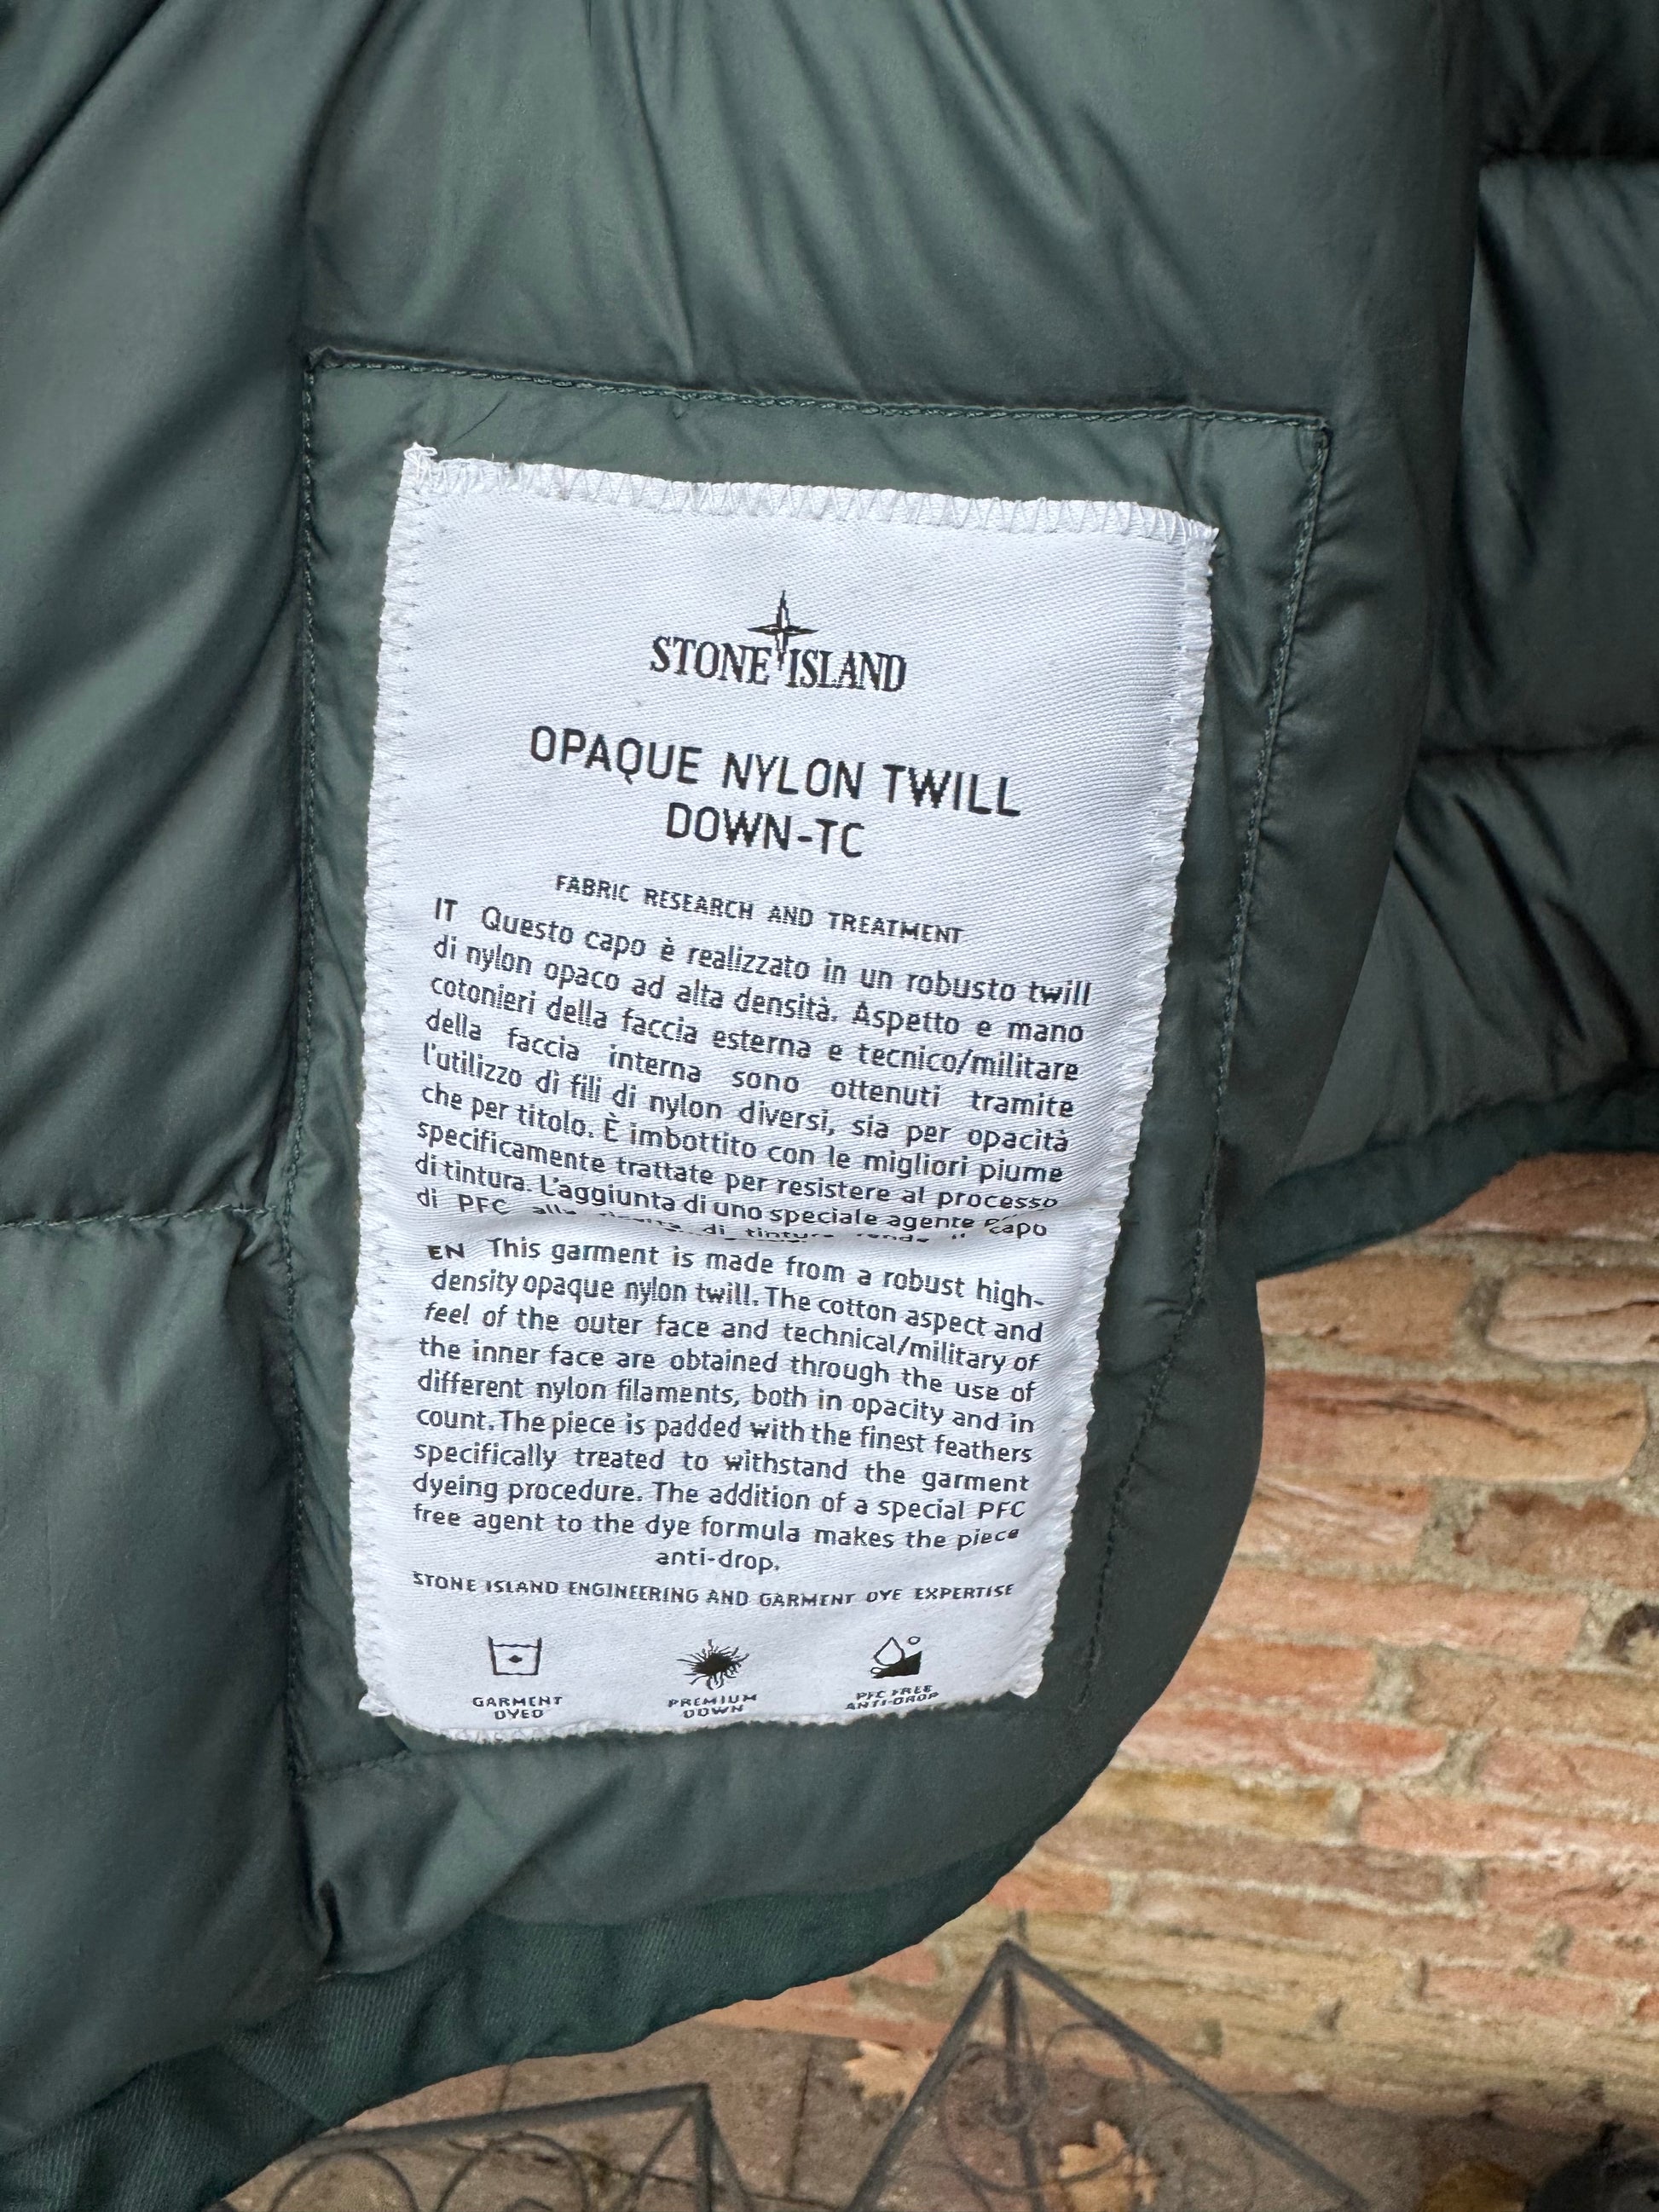 STONE ISLAND
OPAQUE NYLON TWILL
DOWN-TC
FABRIC RESEARCH AND TREATMENT
IT Questo capo è realizzato in un robusto twill
di nylon opaco ad alta densità. Aspetto e mano
cotonieri della faccia esterna e tecnico/militare
della faccia interna sono ottenuti tramite
l'utilizzo di fili di nylon diversi, sia per opacità
che per titolo. È imbottito con le migliori piume
specificamente trattate per resistere al processo
di tintura. L'aggiunta di uno speciale agente
di PFC alla di tintura rende il capo
EN This garment is made from a robust high-
density opaque nylon twill. The cotton aspect and
feel of the outer face and technical/military of
the inner face are obtained through the use of
different nylon filaments, both in opacity and in
count. The piece is padded with the finest feathers
specifically treated to withstand the garment
dyeing procedure. The addition of a special PFC
free agent to the dye formula makes the piece
anti-drop.
STONE ISLAND ENGINEERING AND GARMENT DYE EXPERTISE
GARMENT PREMIUM PFC FREE
DYED DOWN ANTI-DROP